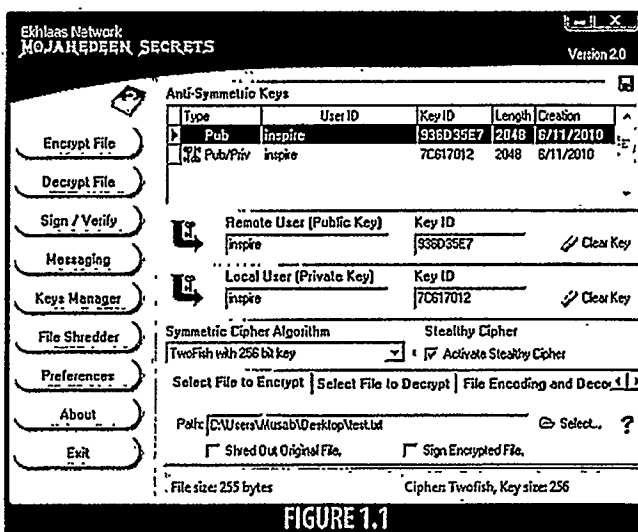 Ekhlaas Network
MOJAHEDEEN SECRETS
Version 2.0
Anti-Symmetric Keys
Type User ID Key ID Length Creation
Pub inspire 936D35E7 2048 6/11/2010
Pub/Priv inspire 7C617012 2048 6/11/2010
Encrypt File
Decrypt File
Sign / Verify
Messaging
Keys Manager
File Shredder
Preferences
About
Exit
Remote User (Public Key) Key ID
inspire 936D35E7 Clear Key
Local User (Private Key) Key ID
inspire 7C617012 Clear Key
Symmetric Cipher Algorithm Stealthy Cipher
TwoFish with 256 bit key Activate Stealthy Cipher
Select File to Encrypt Select File to Decrypt File Encoding and Decor
Path: C:\Users\Musab\Desktop\test.txt Select.. ?
Shred Out Original File, Sign Encrypted File,
File size: 255 bytes Cipher: Twofish, Key size: 256
FIGURE 1.1